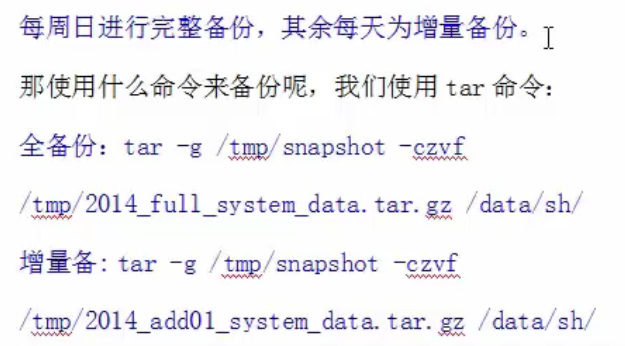 每周日进行完整备份，其余每天为增量备份。
那使用什么命令来备份呢，我们使用 tar 命令：
全备份：tar -g /tmp/snapshot -czvf
/tmp/2014_full_system_data.tar.gz /data/sh/
增量备: tar -g /tmp/snapshot -czvf
/tmp/2014_add01_system_data.tar.gz /data/sh/